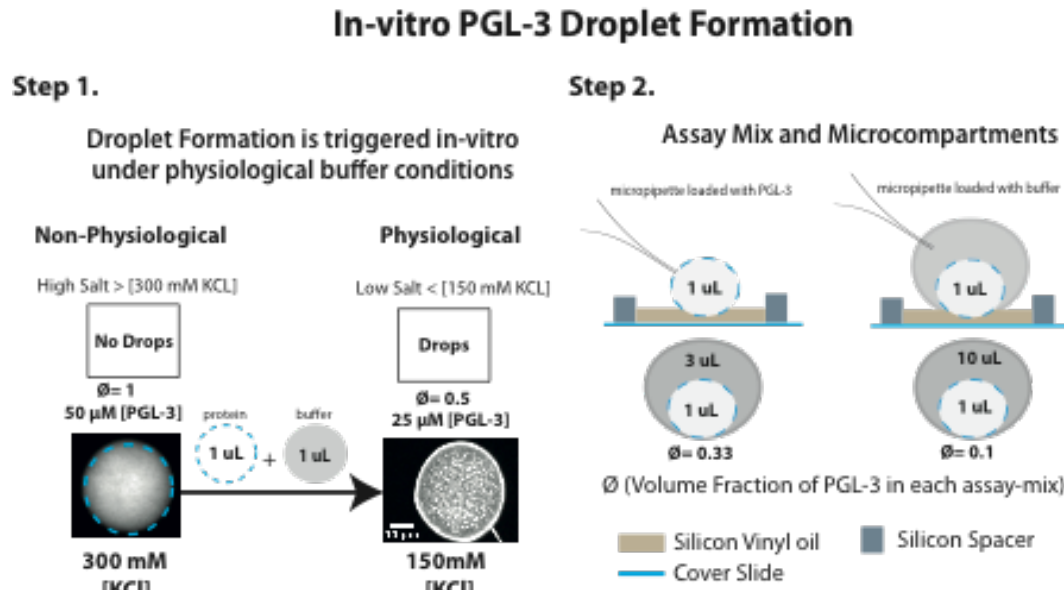 In-vitro PGL-3 Droplet Formation
Step 1.
Droplet Formation is triggered in-vitro
under physiological buffer conditions
Non-Physiological
High Salt > [300 mM KCL]
No Drops
Ø= 1
50 µM [PGL-3]
Physiological
Low Salt < [150 mM KCL]
Drops
Ø= 0.5
25 µM [PGL-3]
protein
1 uL
+
buffer
1 uL
300 mM
[KCl]
150mM
[KCl]
Step 2.
Assay Mix and Microcompartments
micropipette loaded with PGL-3
1 uL
micropipette loaded with buffer
1 uL
3 uL
1 uL
Ø= 0.33
10 uL
1 uL
Ø= 0.1
Ø (Volume Fraction of PGL-3 in each assay-mix)
Silicon Vinyl oil
Silicon Spacer
Cover Slide